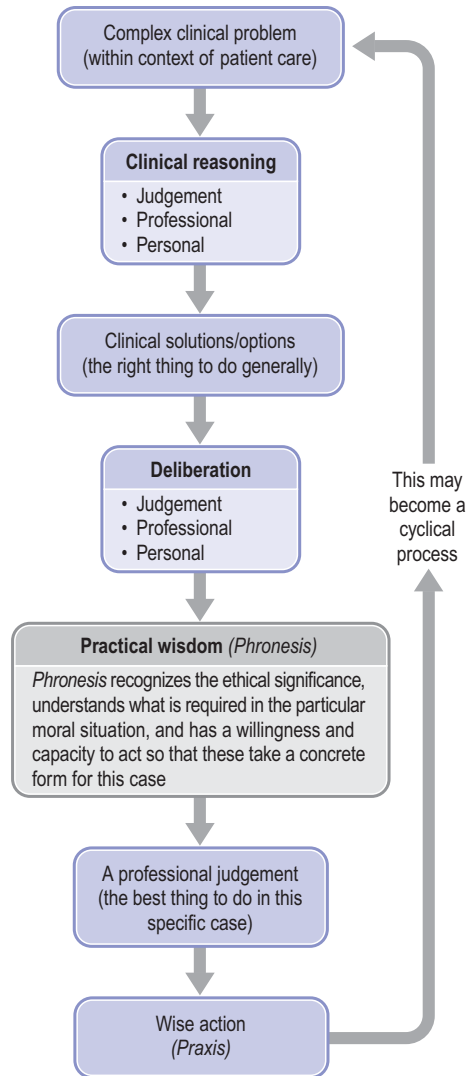 Complex clinical problem
(within context of patient care)
Clinical reasoning
• Judgement
• Professional
• Personal
Clinical solutions/options
(the right thing to do generally)
Deliberation
• Judgement
• Professional
• Personal
This may
become a
cyclical
process
Practical wisdom (Phronesis)
Phronesis recognizes the ethical significance,
understands what is required in the particular
moral situation, and has a willingness and
capacity to act so that these take a concrete
form for this case
A professional judgement
(the best thing to do in this
specific case)
Wise action
(Praxis)